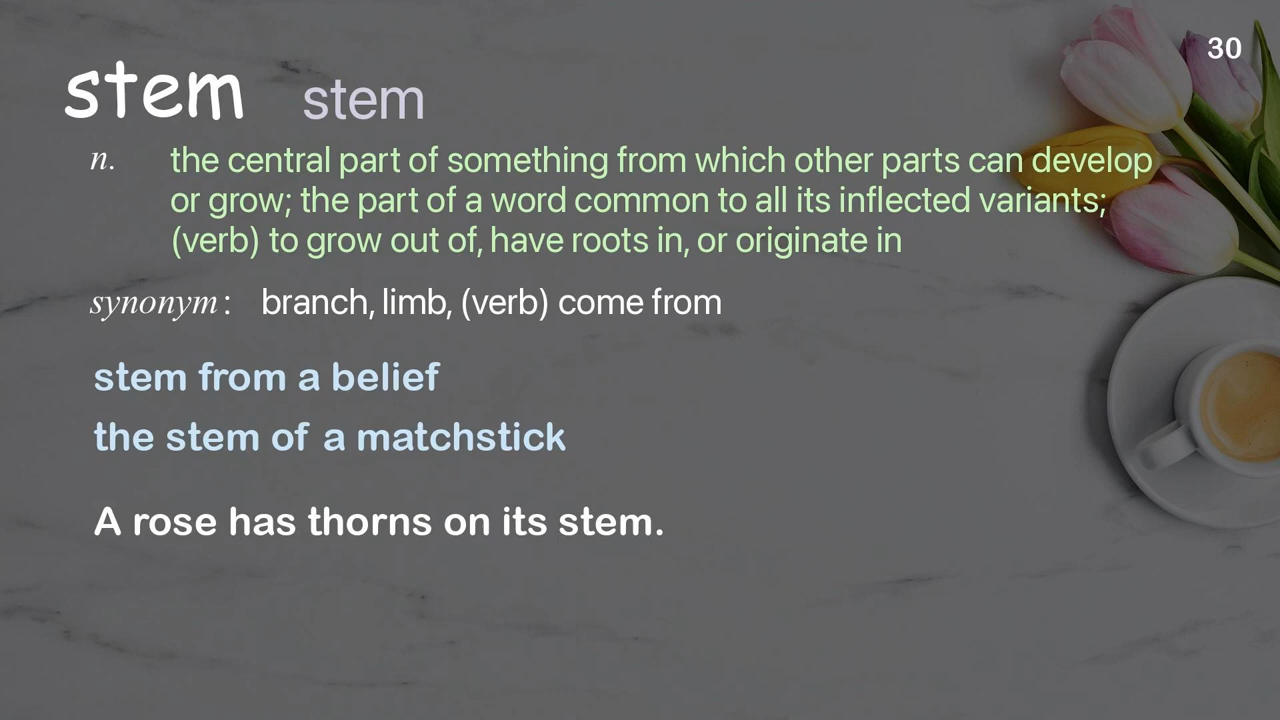 30
stem stem
n. the central part of something from which other parts can develop
or grow; the part of a word common to all its inflected variants;
(verb) to grow out of, have roots in, or originate in
synonym: branch, limb, (verb) come from
stem from a belief
the stem of a matchstick
A rose has thorns on its stem.